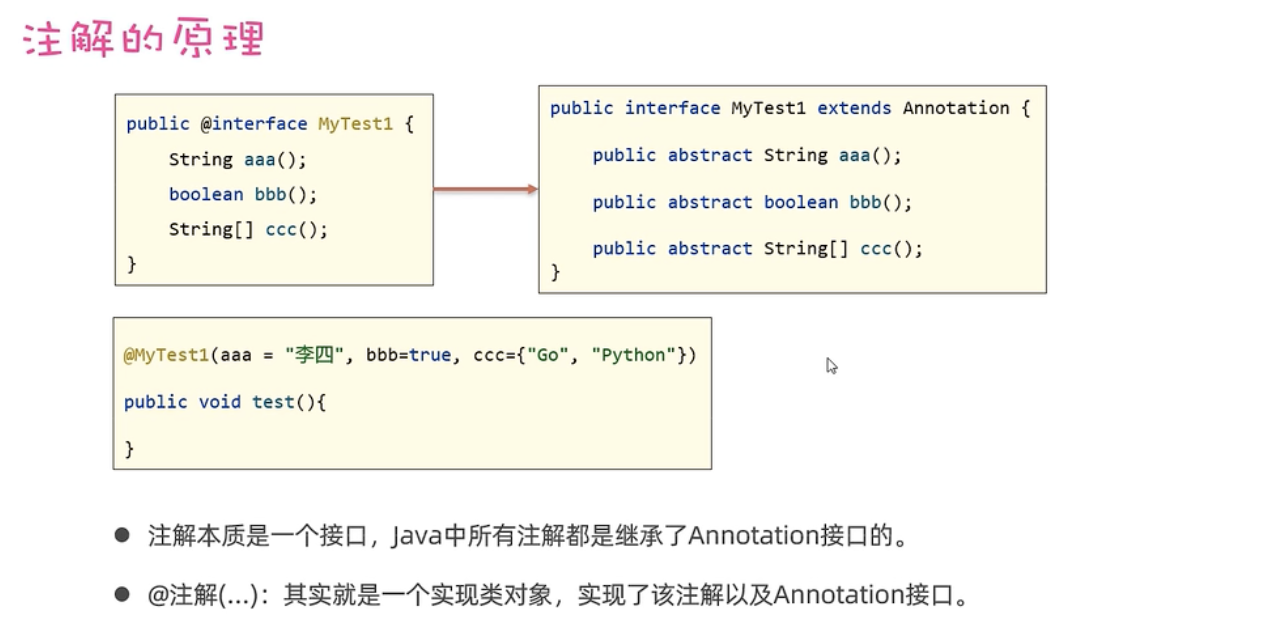 注解的原理
public @interface MyTest1 {
String aaa();
boolean bbb();
String[] ccc();
}
public interface MyTest1 extends Annotation {
public abstract String aaa();
public abstract boolean bbb();
public abstract String[] ccc();
}
@MyTest1(aaa = "李四", bbb=true, ccc={"Go", "Python"})
public void test(){
}
● 注解本质是一个接口，Java中所有注解都是继承了Annotation接口的。
● @注解(...)：其实就是一个实现类对象，实现了该注解以及Annotation接口。